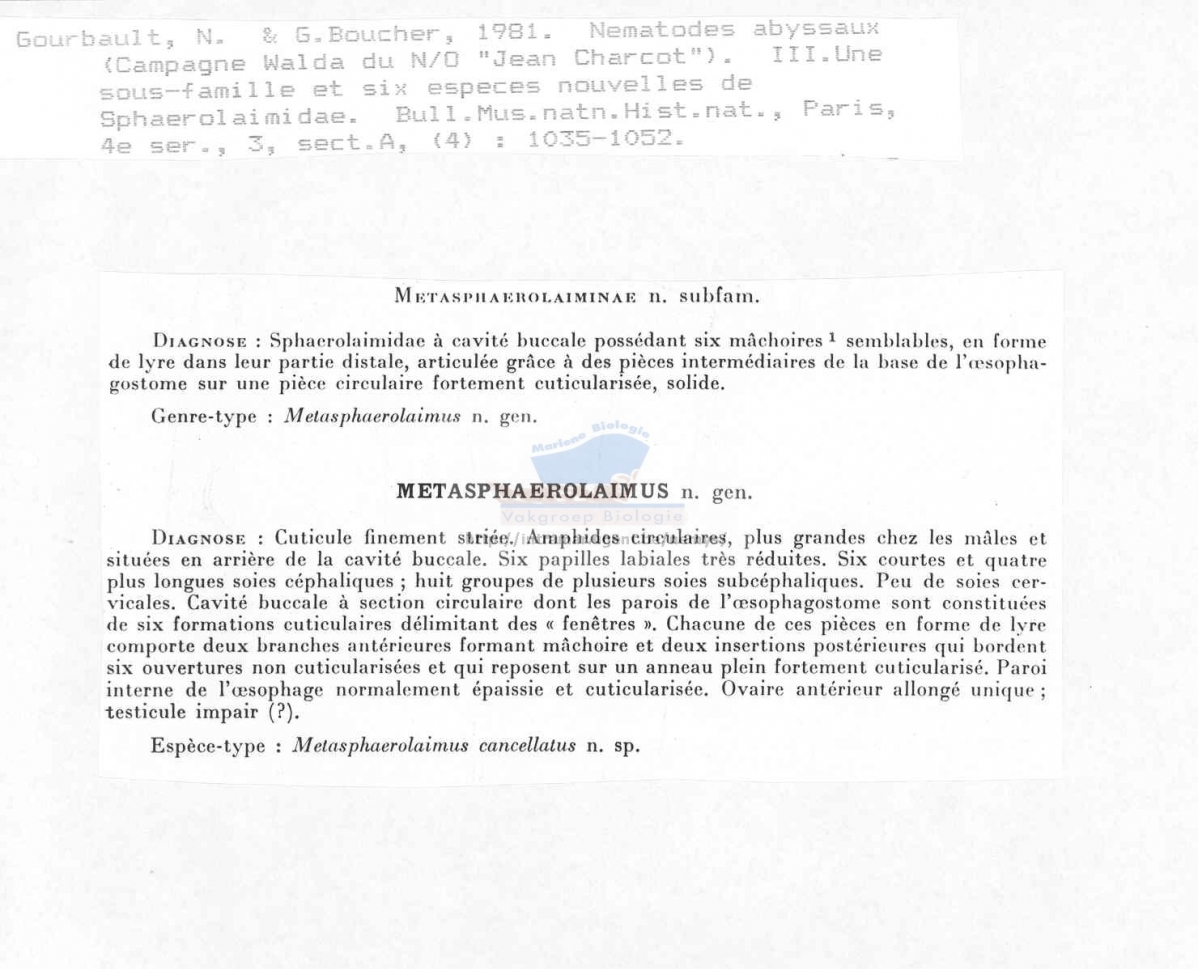 Gourbault, N. & G.Boucher, 1981. Nematodes abyssaux
(Campagne Walda du N/O "Jean Charcot"). III.Une
sous-famille et six especes nouvelles de
Sphaerolaimidae. Bull.Mus.natn.Hist.nat., Paris,
4e ser., 3, sect.A, (4) : 1035-1052.
METASPHAEROLAIMINAE n. subfam.
DIAGNOSE : Sphaerolaimidae à cavité buccale possédant six mâchoires ¹ semblables, en forme
de lyre dans leur partie distale, articulée grâce à des pièces intermédiaires de la base de l'œsopha-
gostome sur une pièce circulaire fortement cuticularisée, solide.
Genre-type : Metasphaerolaimus n. gen.
Mariene Biologie
METASPHAEROLAIMUS n. gen.
Vakgroep Biologie
DIAGNOSE : Cuticule finement striée. Amphides circulaires, plus grandes chez les mâles et
situées en arrière de la cavité buccale. Six papilles labiales très réduites. Six courtes et quatre
plus longues soies céphaliques ; huit groupes de plusieurs soies subcéphaliques. Peu de soies cer-
vicales. Cavité buccale à section circulaire dont les parois de l'œsophagostome sont constituées
de six formations cuticulaires délimitant des « fenêtres ». Chacune de ces pièces en forme de lyre
comporte deux branches antérieures formant mâchoire et deux insertions postérieures qui bordent
six ouvertures non cuticularisées et qui reposent sur un anneau plein fortement cuticularisé. Paroi
interne de l'œsophage normalement épaissie et cuticularisée. Ovaire antérieur allongé unique ;
testicule impair (?).
Espèce-type : Metasphaerolaimus cancellatus n. sp.